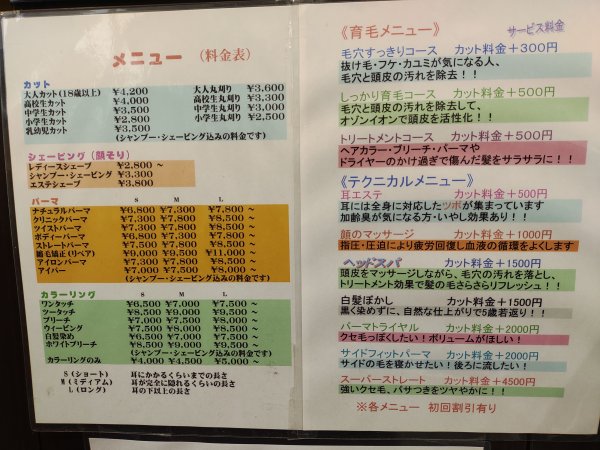 メニュー (料金表)
カット
大人カット(18歳以上) ¥4,200 大人丸刈り ¥3,600
高校生カット ¥4,000 高校生丸刈り ¥3,300
中学生カット ¥3,500 中学生丸刈り ¥3,000
小学生カット ¥2,800 小学生丸刈り ¥2,500
乳幼児カット ¥3,500
(シャンプー・シェービング込みの料金です)
シェービング (顔そり)
レディースシェーブ ¥2,800 ～
シャンプー・シェービング ¥3,300
エステシェーブ ¥3,800
パーマ S M L
ナチュラルパーマ ¥6,800 ¥7,300 ¥7,800 ～
クリニックパーマ ¥7,300 ¥7,800 ¥8,500 ～
ツイストパーマ ¥7,500 ¥8,000 ¥8,500 ～
ボディーパーマ ¥7,300 ¥7,800 ¥8,500 ～
ストレートパーマ ¥7,500 ¥7,800 ¥8,500 ～
縮毛矯正(リペア) ¥9,000 ¥9,500 ¥11,000 ～
アイロンパーマ ¥7,300 ¥7,800 ¥8,500 ～
アイパー ¥7,000 ¥7,500 ¥8,000 ～
(シャンプー・シェービング込みの料金です)
カラーリング S M L
ワンタッチ ¥6,500 ¥7,000 ¥7,500 ～
ツータッチ ¥8,500 ¥9,000 ¥9,500 ～
ブリーチ ¥7,000 ¥7,500 ¥8,000 ～
ウィービング ¥7,500 ¥8,000 ¥8,500 ～
白髪染め ¥6,500 ¥7,000 ¥7,500 ～
ホワイトブリーチ ¥8,500 ¥9,000 ¥9,500 ～
(シャンプー・シェービング込みの料金です)
カラーリングのみ ¥4,000 ¥4,500 ¥5,000 ～
S (ショート) 耳にかかるくらいまでの長さ
M (ミディアム) 耳が完全に隠れるくらいの長さ
L (ロング) 耳の下以上の長さ
《育毛メニュー》 サービス料金
毛穴すっきりコース カット料金＋300円
抜け毛・フケ・カユミが気になる人、
毛穴と頭皮の汚れを除去！！
しっかり育毛コース カット料金＋500円
毛穴と頭皮の汚れを除去して、
オゾンイオンで頭皮を活性化！！
トリートメントコース カット料金＋500円
ヘアカラー・ブリーチ・パーマや
ドライヤーのかけ過ぎで傷んだ髪をサラサラに！！
《テクニカルメニュー》
耳エステ カット料金＋500円
耳には全身に対応したツボが集まっています
加齢臭が気になる方・いやし効果あり！！
顔のマッサージ カット料金＋1000円
指圧・圧迫により疲労回復し血液の循環をよくします
ヘッドスパ カット料金＋1500円
頭皮をマッサージしながら、毛穴の汚れを落とし、
トリートメント効果で髪の毛さらさらリフレッシュ！！
白髪ぼかし カット料金＋1500円
黒く染めずに、自然な仕上がりで5歳若返り！！
パーマトライヤル カット料金＋2000円
クセもっぽくしたい！ボリュームがほしい！
サイドフィットパーマ カット料金＋2000円
サイドの毛を寝かせたい！後ろに流したい！
スーパーストレート カット料金＋4500円
強いクセ毛、パサつきをツヤやかに！！
※各メニュー 初回割引有り